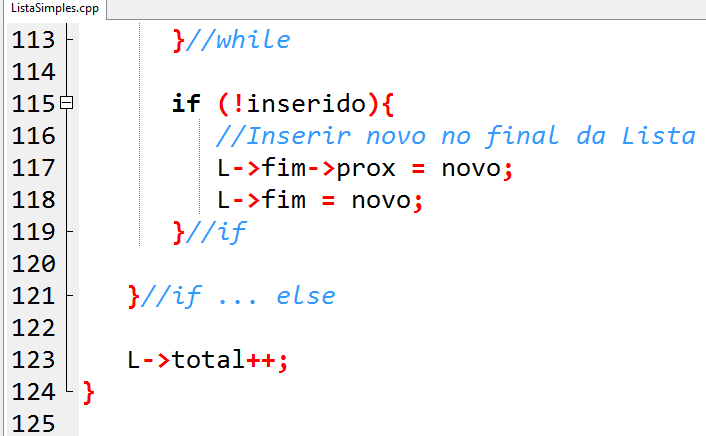 ListaSimples.cpp
113 }//while
114
115 if (!inserido){
116 //Inserir novo no final da Lista
117 L->fim->prox = novo;
118 L->fim = novo;
119 }//if
120
121 }//if ... else
122
123 L->total++;
124 }
125